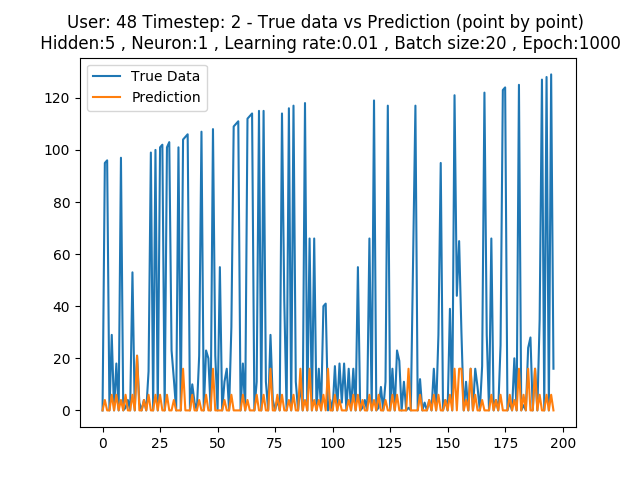 User: 48 Timestep: 2 - True data vs Prediction (point by point)
Hidden:5 , Neuron:1 , Learning rate:0.01 , Batch size:20 , Epoch:1000
True Data
Prediction
120
100
80
60
40
20
0
0 25 50 75 100 125 150 175 200